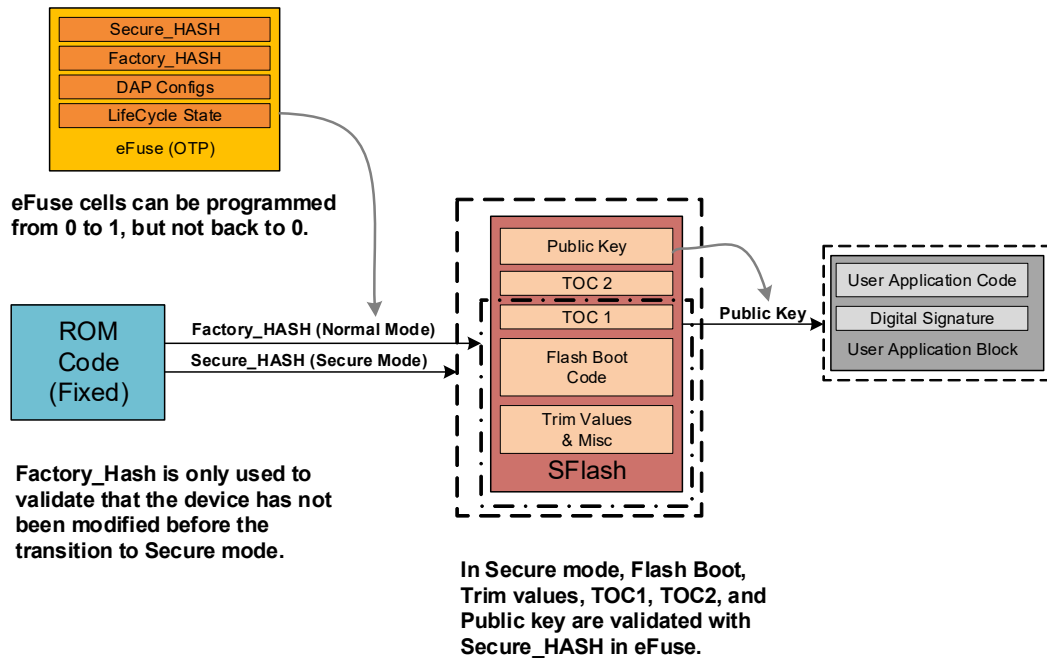 Secure_HASH
Factory_HASH
DAP Configs
LifeCycle State
eFuse (OTP)
eFuse cells can be programmed
from 0 to 1, but not back to 0.
ROM
Code
(Fixed)
Factory_HASH (Normal Mode)
Secure_HASH (Secure Mode)
Public Key
TOC 2
TOC 1
Flash Boot
Code
Trim Values
& Misc
SFlash
Public Key
User Application Code
Digital Signature
User Application Block
Factory_Hash is only used to
validate that the device has not
been modified before the
transition to Secure mode.
In Secure mode, Flash Boot,
Trim values, TOC1, TOC2, and
Public key are validated with
Secure_HASH in eFuse.